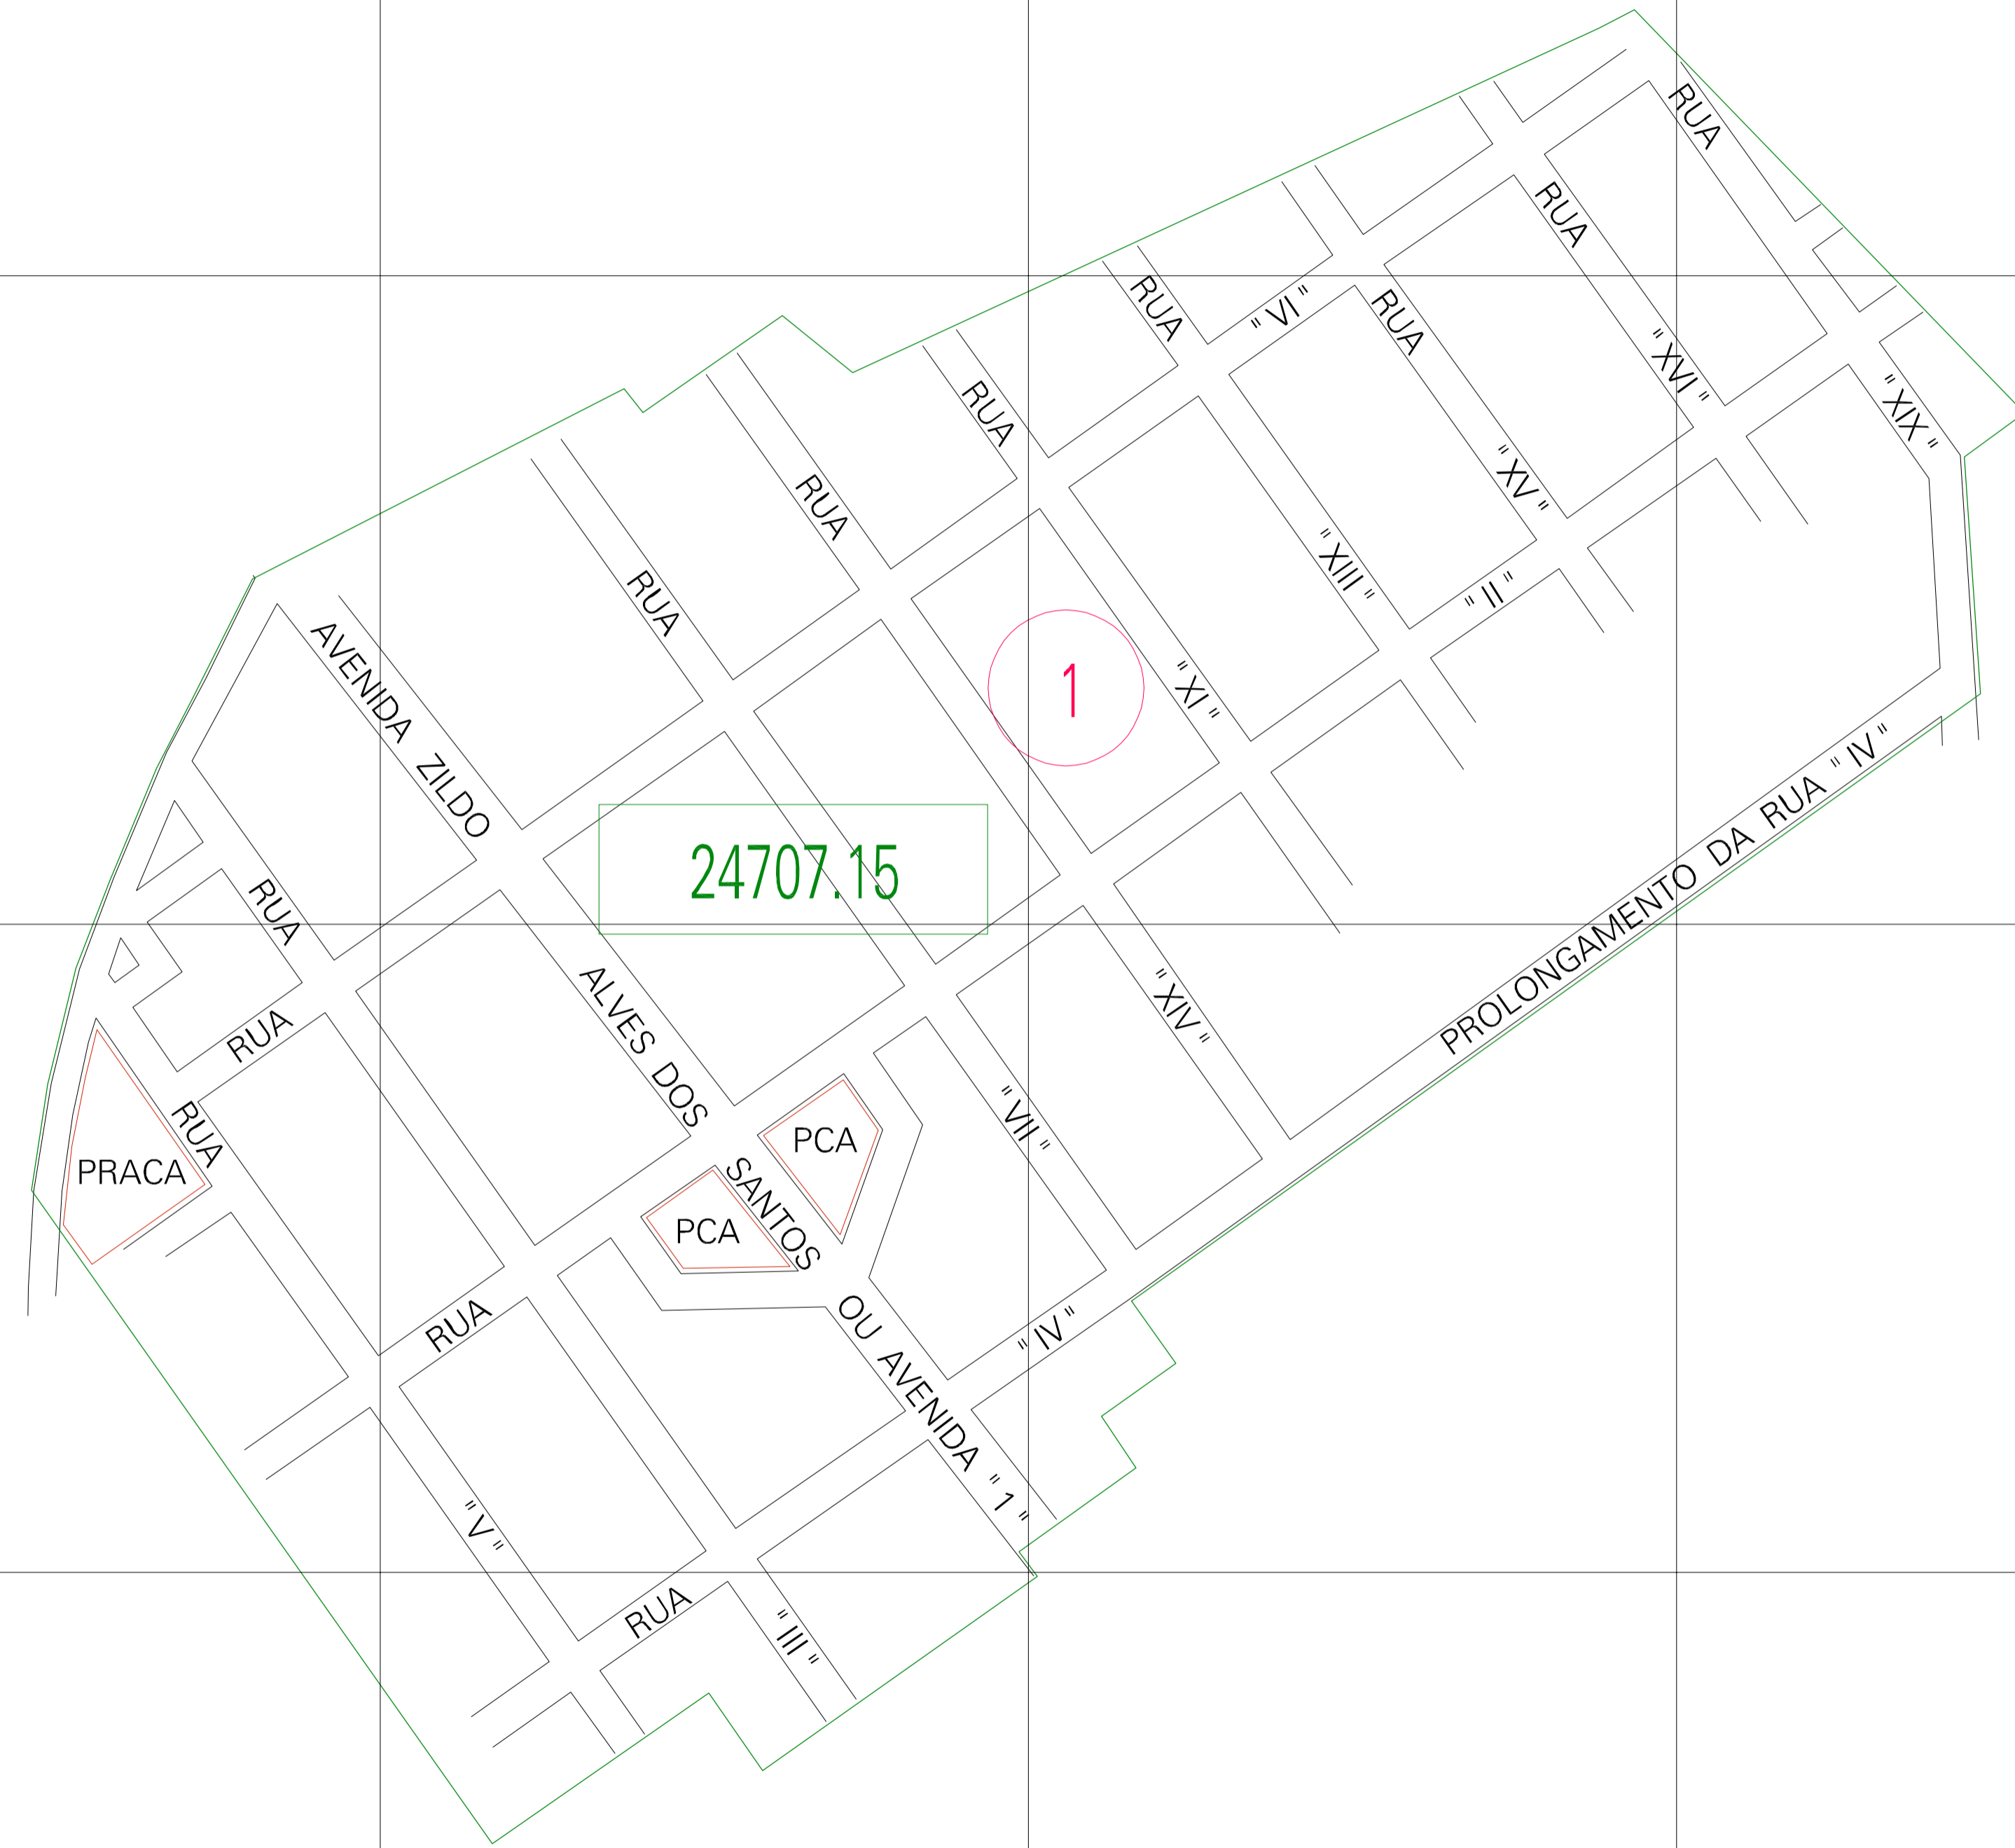 RUA
RUA
RUA
RUA
" VI "
RUA
" XVI "
" XIX "
RUA
RUA
" XV "
" XIII "
RUA
" II "
AVENIDA ZILDO
1
" XI "
PROLONGAMENTO DA RUA " IV "
24707.15
RUA
ALVES DOS
" XIV "
RUA
RUA
" VII "
PCA
PRACA
SANTOS
PCA
RUA
" IV "
OU AVENIDA " 1 "
" V "
RUA
" III "